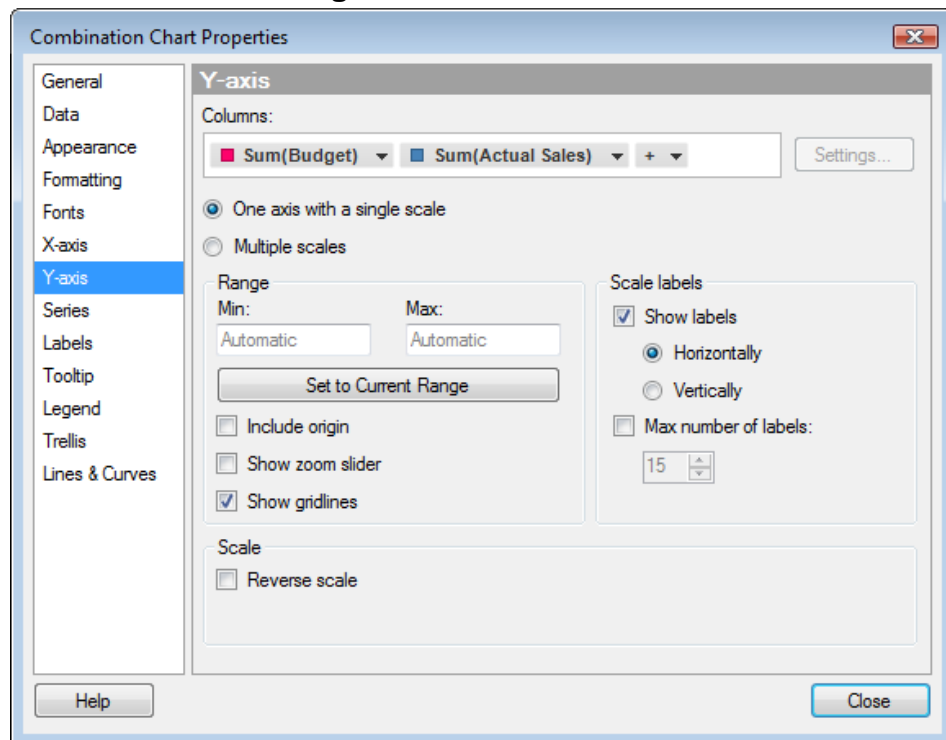 Combination Chart Properties
General
Data
Appearance
Formatting
Fonts
X-axis
Y-axis
Series
Labels
Tooltip
Legend
Trellis
Lines & Curves
Y-axis
Columns:
Sum(Budget) Sum(Actual Sales) + Settings...
One axis with a single scale
Multiple scales
Range
Min: Max:
Automatic Automatic
Set to Current Range
Include origin
Show zoom slider
Show gridlines
Scale labels
Show labels
Horizontally
Vertically
Max number of labels:
15
Scale
Reverse scale
Help Close